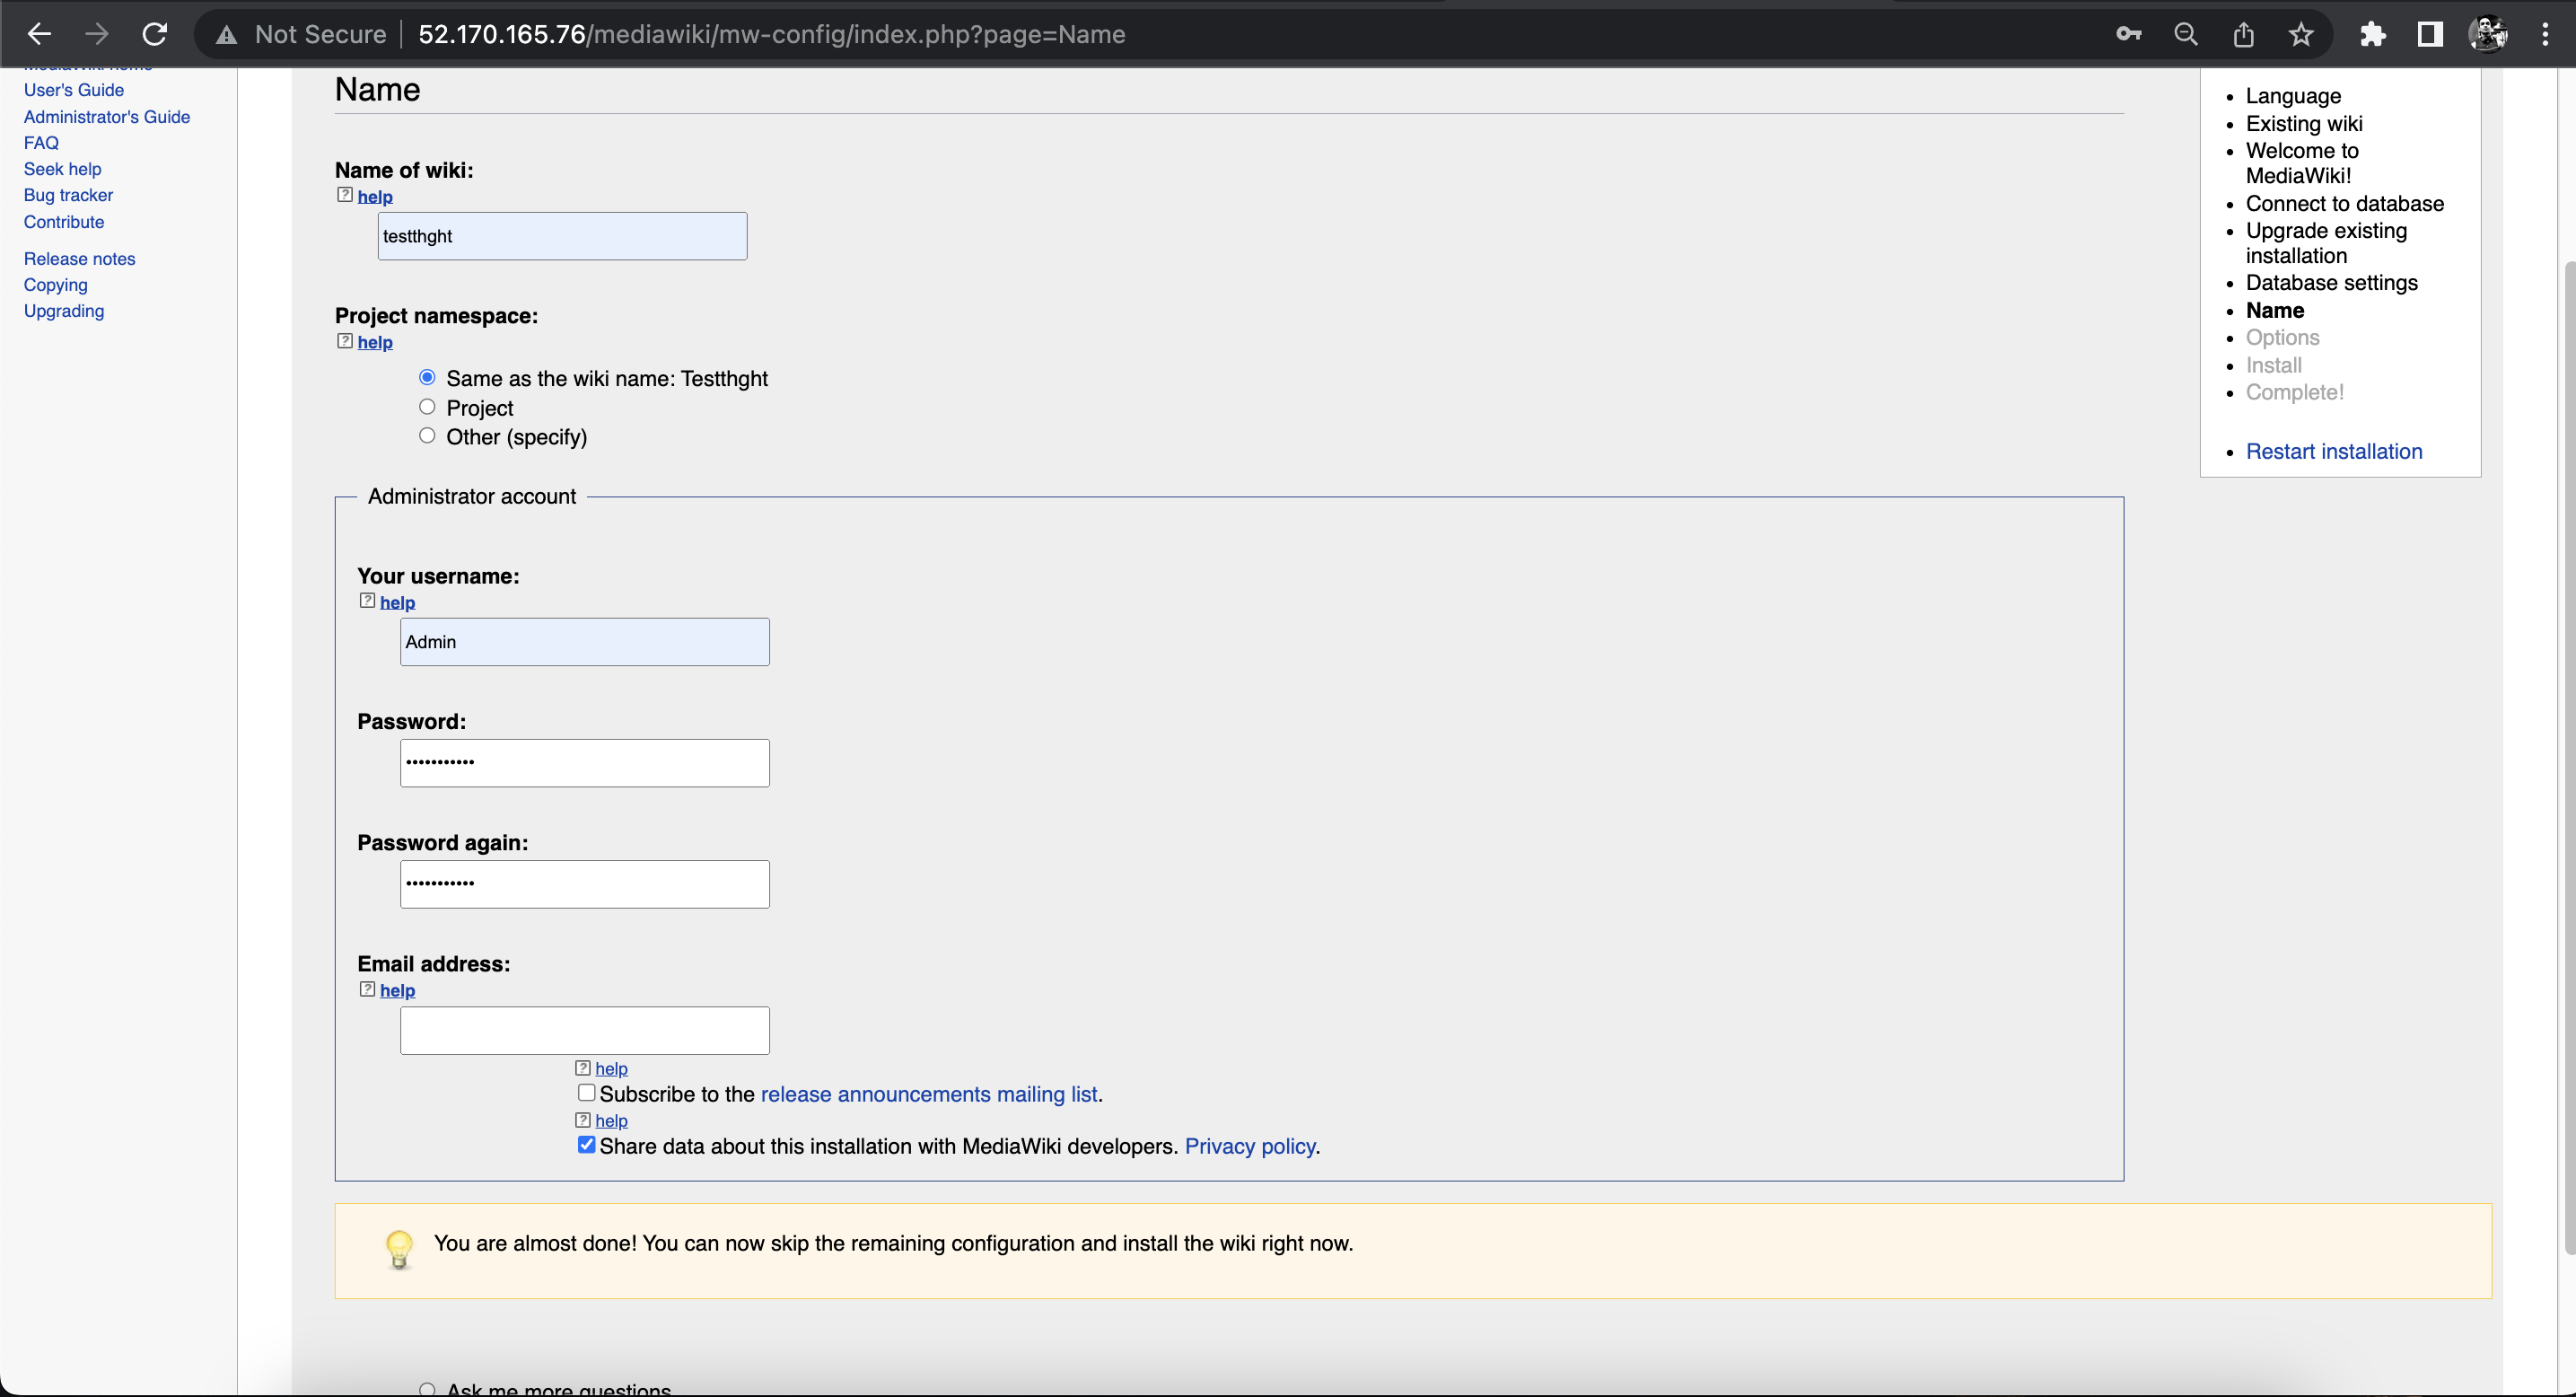 Not Secure 52.170.165.76/mediawiki/mw-config/index.php?page=Name
MediaWiki home
User's Guide
Administrator's Guide
FAQ
Seek help
Bug tracker
Contribute
Release notes
Copying
Upgrading
Name
Name of wiki:
help
testthght
Project namespace:
help
Same as the wiki name: Testthght
Project
Other (specify)
Administrator account
Your username:
help
Admin
Password:
•••••••••••
Password again:
•••••••••••
Email address:
help
help
Subscribe to the release announcements mailing list.
help
Share data about this installation with MediaWiki developers. Privacy policy.
You are almost done! You can now skip the remaining configuration and install the wiki right now.
Ask me more questions
Language
Existing wiki
Welcome to
MediaWiki!
Connect to database
Upgrade existing
installation
Database settings
Name
Options
Install
Complete!
Restart installation